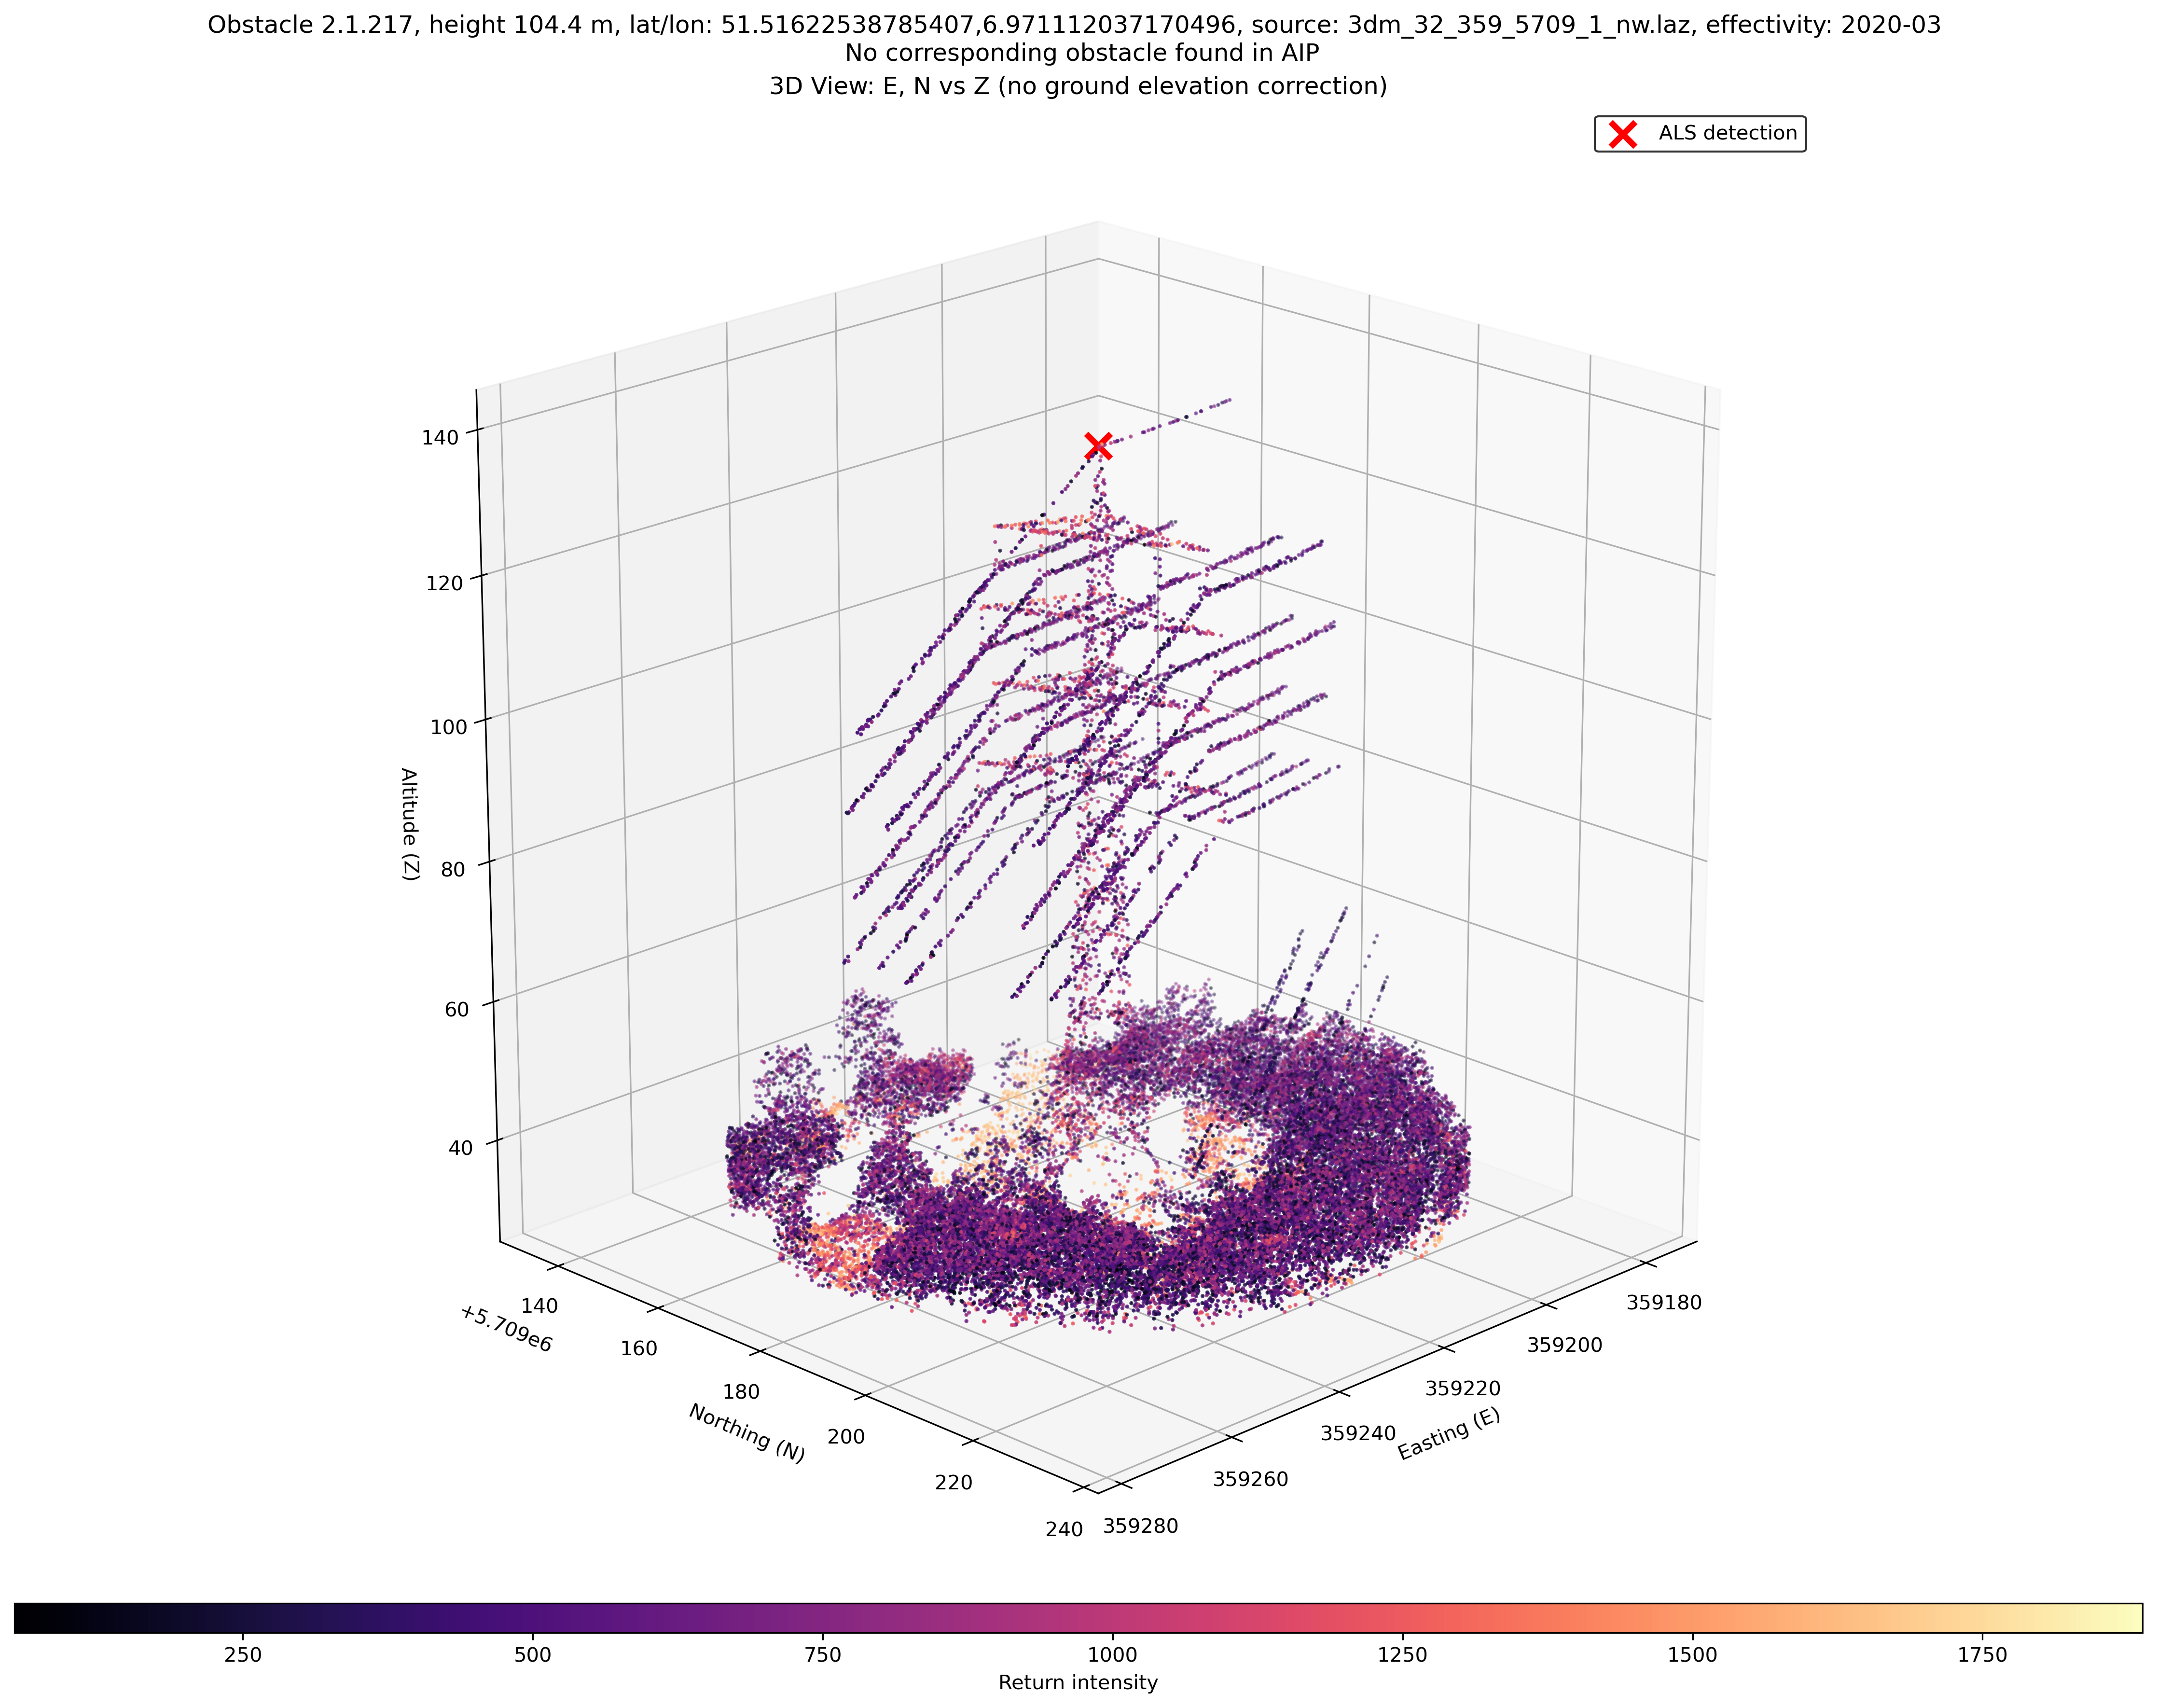 Obstacle 2.1.217, height 104.4 m, lat/lon: 51.51622538785407,6.971112037170496, source: 3dm_32_359_5709_1_nw.laz, effectivity: 2020-03
No corresponding obstacle found in AIP
3D View: E, N vs Z (no ground elevation correction)
ALS detection
140
120
100
80
60
40
Altitude (Z)
+5.709e6
140
160
180
200
220
240
Northing (N)
359180
359200
359220
359240
359260
359280
Easting (E)
250 500 750 1000 1250 1500 1750
Return intensity